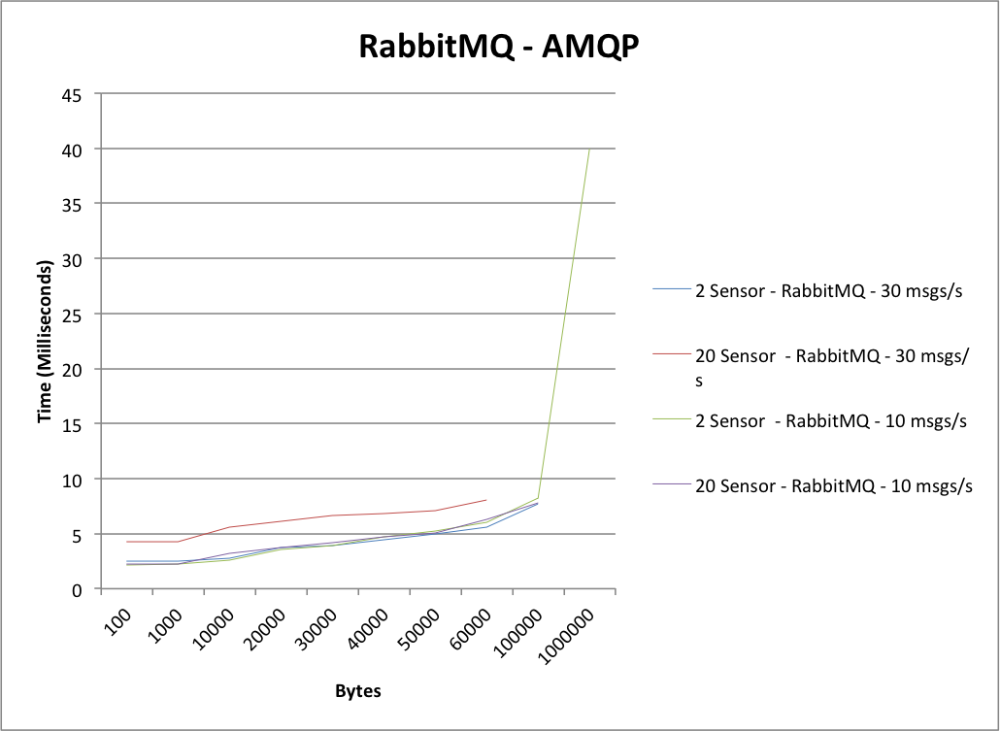 RabbitMQ - AMQP
45
40
35
30
25
20
15
10
5
0
Time (Milliseconds)
100
1000
10000
20000
30000
40000
50000
60000
100000
1000000
Bytes
2 Sensor - RabbitMQ - 30 msgs/s
20 Sensor  - RabbitMQ - 30 msgs/
s
2 Sensor  - RabbitMQ - 10 msgs/s
20 Sensor - RabbitMQ - 10 msgs/s